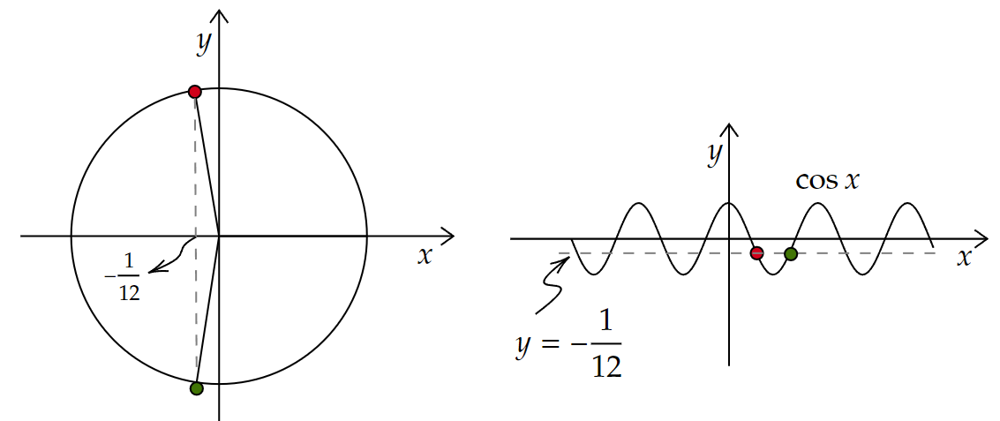 y
x
-1/12
y
cos x
x
y = -1/12